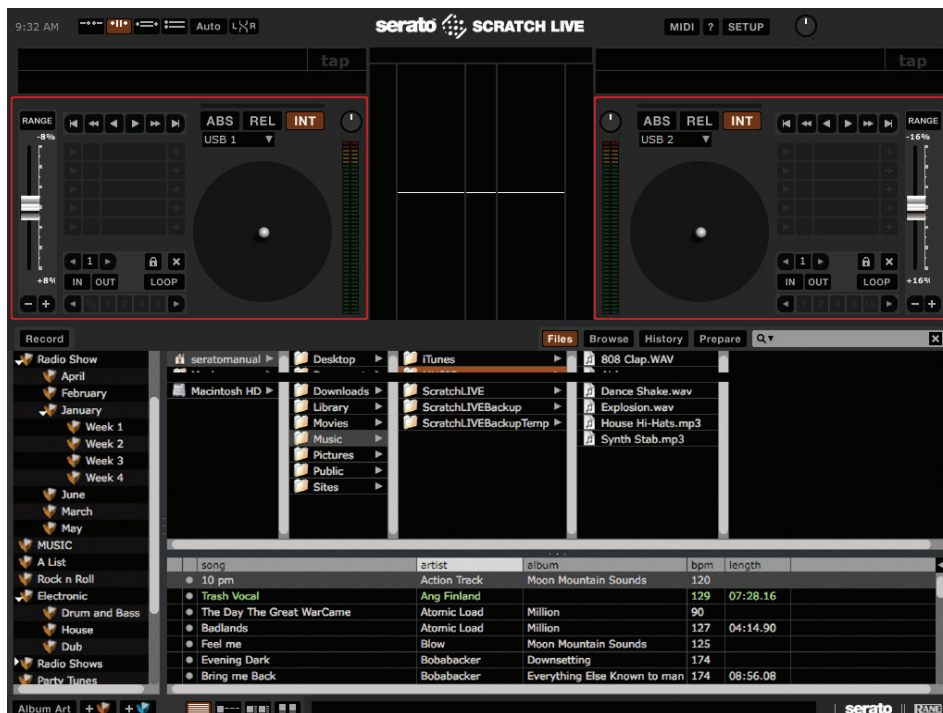 9:32 AM
Auto
L R
serato SCRATCH LIVE
MIDI ? SETUP
tap
tap
RANGE
-8%
+8%
ABS REL INT
USB 1
1
IN OUT LOOP
ABS REL INT
USB 2
RANGE
-16%
+16%
1
IN OUT LOOP
Record
Files Browse History Prepare
Radio Show
April
February
January
Week 1
Week 2
Week 3
Week 4
June
March
May
MUSIC
A List
Rock n Roll
Electronic
Drum and Bass
House
Dub
Radio Shows
Party Tunes
seratomanual
Macintosh HD
Desktop
Downloads
Library
Movies
Music
Pictures
Public
Sites
iTunes
ScratchLIVE
ScratchLIVEBackup
ScratchLIVEBackupTemp
808 Clap.WAV
Dance Shake.wav
Explosion.wav
House Hi-Hats.mp3
Synth Stab.mp3
song artist album bpm length
10 pm Action Track Moon Mountain Sounds 120
Trash Vocal Ang Finland 129 07:28.16
The Day The Great WarCame Atomic Load Million 90
Badlands Atomic Load Million 127 04:14.90
Feel me Blow Moon Mountain Sounds 125
Evening Dark Bobabacker Downsetting 174
Bring me Back Bobabacker Everything Else Known to man 174 08:56.08
Album Art
serato RANE